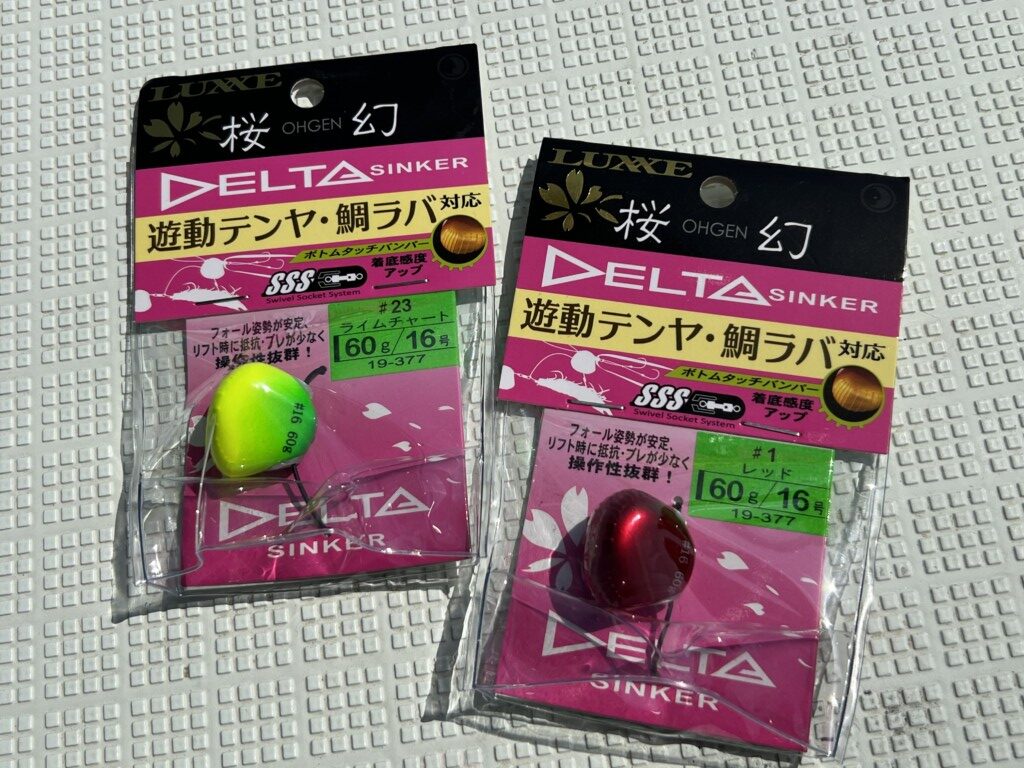 LUXXE
桜 OHGEN 幻
DELTA SINKER
遊動テンヤ・鯛ラバ対応
ボトムタッチバンパー
SSS
着底感度
アップ
Swivel Socket System
フォール姿勢が安定、
リフト時に抵抗・ブレが少なく
操作性抜群!
#23
ライムチャート
60g/16号
19-377
#16 60g
DELTA
SINKER
LUXXE
桜 OHGEN 幻
DELTA SINKER
遊動テンヤ・鯛ラバ対応
ボトムタッチバンパー
SSS
着底感度
アップ
Swivel Socket System
フォール姿勢が安定、
リフト時に抵抗・ブレが少なく
操作性抜群!
#1
レッド
60g/16号
19-377
#16 60
DELTA
SINKER